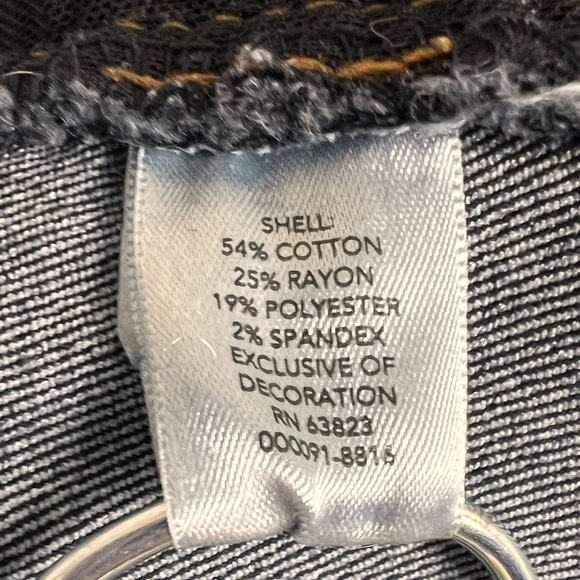 SHELL:
54% COTTON
25% RAYON
19% POLYESTER
2% SPANDEX
EXCLUSIVE OF
DECORATION
RN 63823
000091-8816